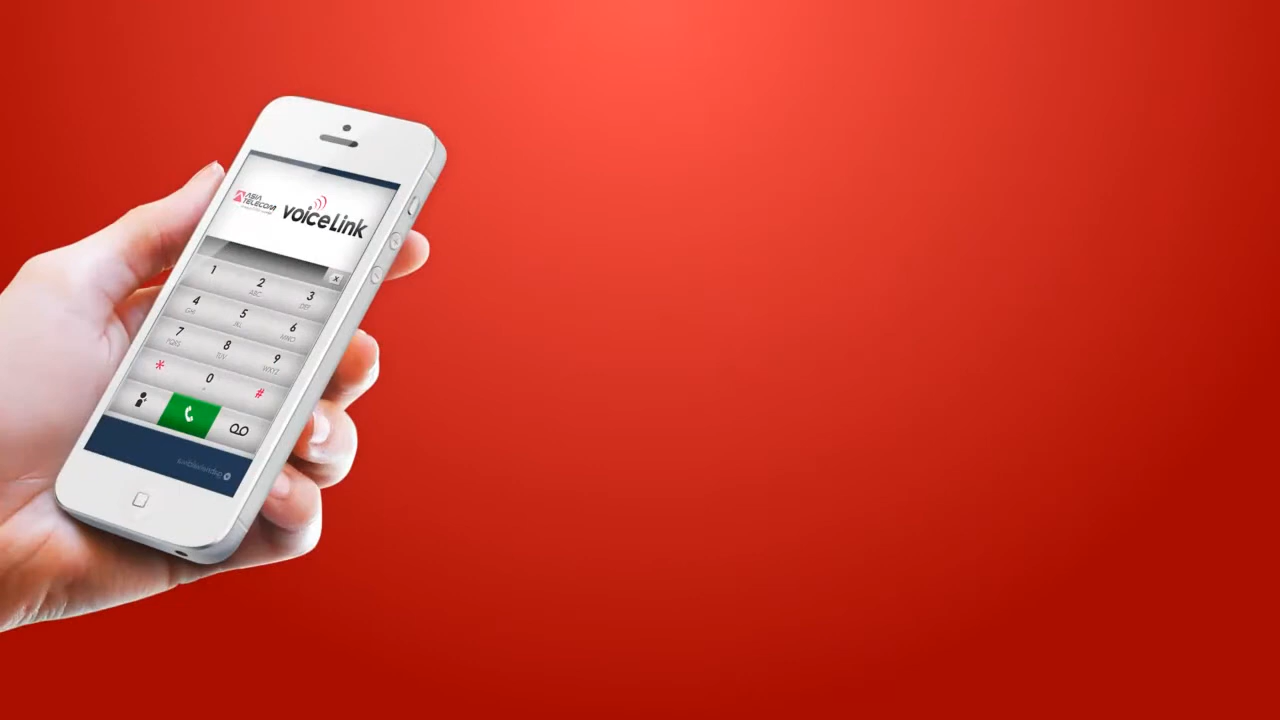 ASIA
TELECOM
voiceLink
1
2
ABC
3
DEF
4
GHI
5
JKL
6
MNO
7
PQRS
8
TUV
9
WXYZ
*
0
+
#